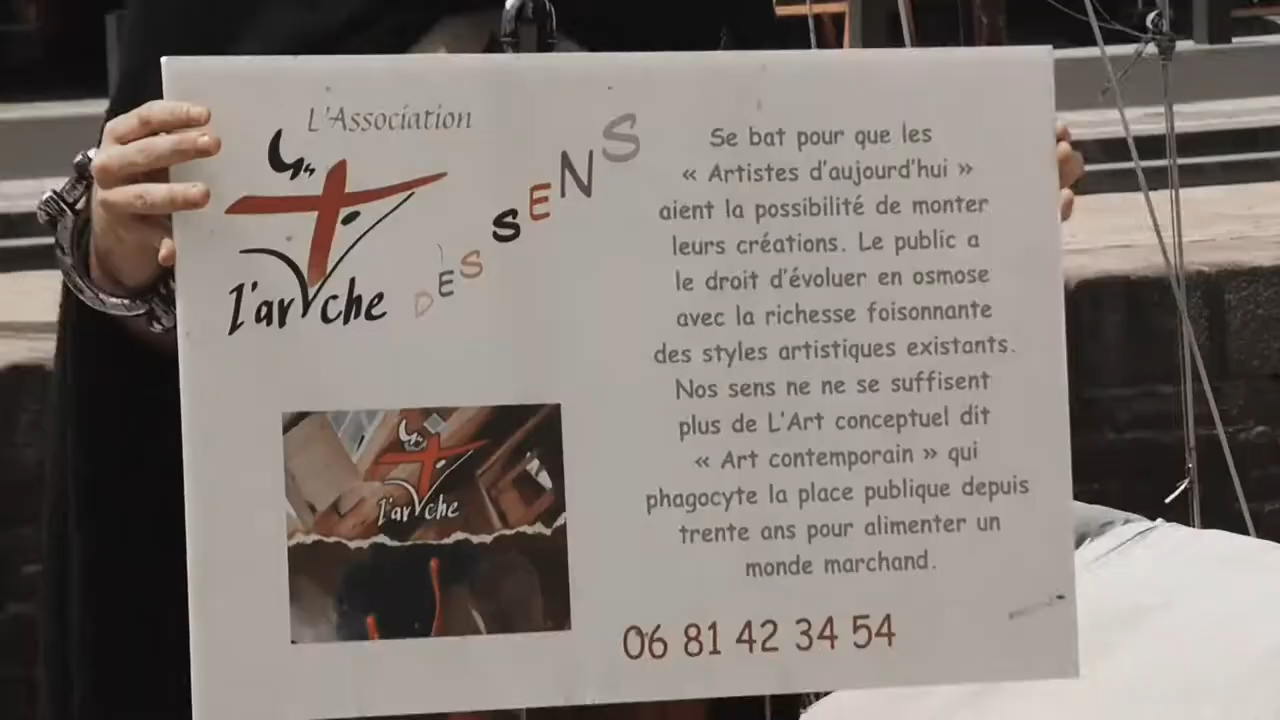 L'Association
l'arche
DES SENS
Se bat pour que les
« Artistes d'aujourd'hui »
aient la possibilité de monter
leurs créations. Le public a
le droit d'évoluer en osmose
avec la richesse foisonnante
des styles artistiques existants.
Nos sens ne ne se suffisent
plus de L'Art conceptuel dit
« Art contemporain » qui
phagocyte la place publique depuis
trente ans pour alimenter un
monde marchand.
06 81 42 34 54
l'arche